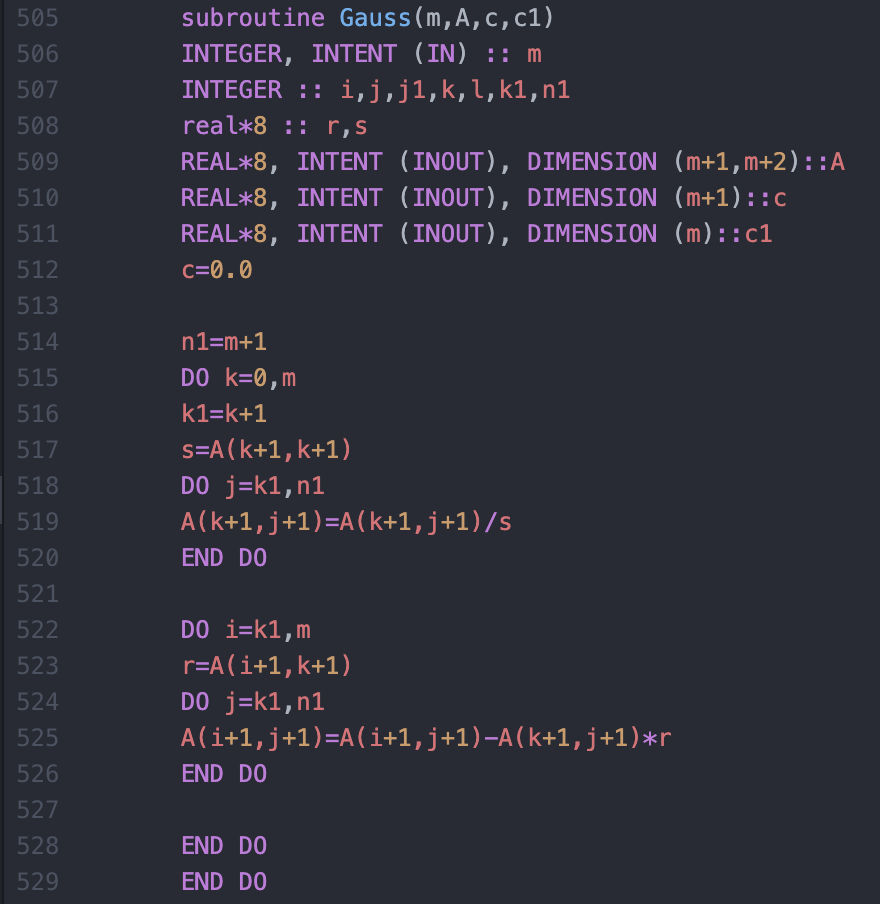 505 subroutine Gauss(m,A,c,c1)
506 INTEGER, INTENT (IN) :: m
507 INTEGER :: i,j,j1,k,l,k1,n1
508 real*8 :: r,s
509 REAL*8, INTENT (INOUT), DIMENSION (m+1,m+2)::A
510 REAL*8, INTENT (INOUT), DIMENSION (m+1)::c
511 REAL*8, INTENT (INOUT), DIMENSION (m)::c1
512 c=0.0
513
514 n1=m+1
515 DO k=0,m
516 k1=k+1
517 s=A(k+1,k+1)
518 DO j=k1,n1
519 A(k+1,j+1)=A(k+1,j+1)/s
520 END DO
521
522 DO i=k1,m
523 r=A(i+1,k+1)
524 DO j=k1,n1
525 A(i+1,j+1)=A(i+1,j+1)-A(k+1,j+1)*r
526 END DO
527
528 END DO
529 END DO